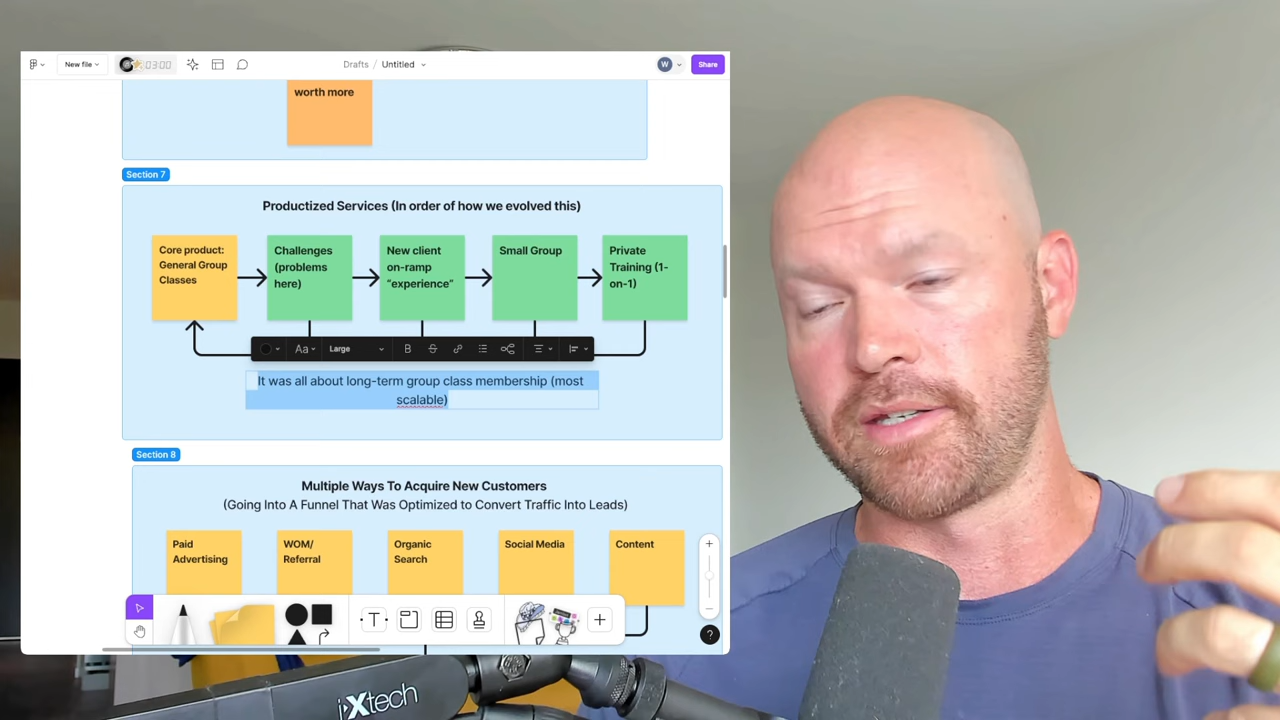 New file
03:00
Drafts / Untitled
W
Share
worth more
Section 7
Productized Services (In order of how we evolved this)
Core product:
General Group
Classes
Challenges
(problems
here)
New client
on-ramp
"experience"
Small Group
Private
Training (1-
on-1)
Aa
Large
B
S
It was all about long-term group class membership (most
scalable)
Section 8
Multiple Ways To Acquire New Customers
(Going Into A Funnel That Was Optimized to Convert Traffic Into Leads)
Paid
Advertising
WOM/
Referral
Organic
Search
Social Media
Content
T
?
iXtech